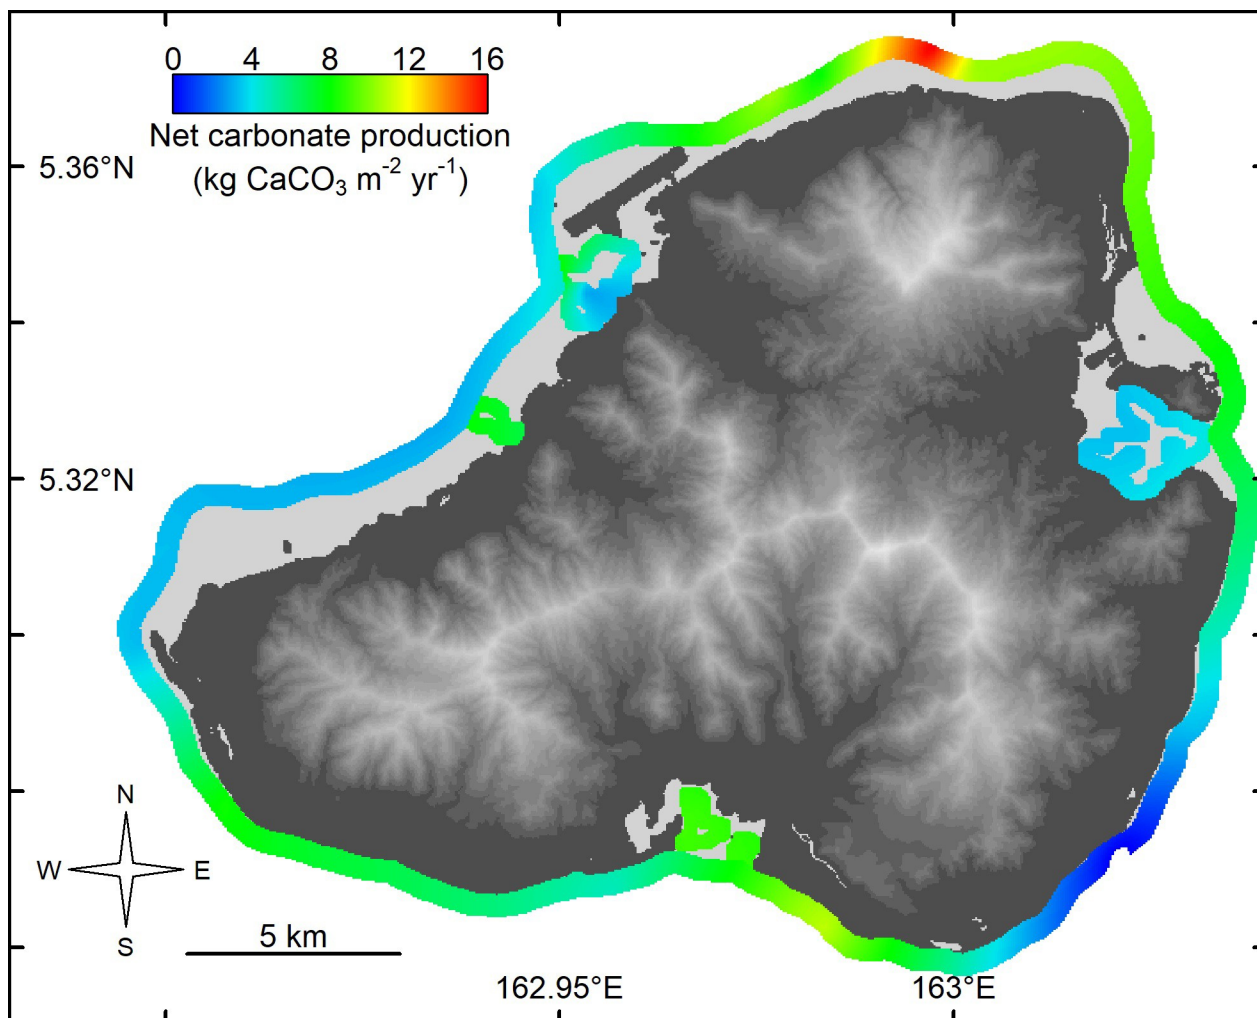 0 4 8 12 16
Net carbonate production
(kg CaCO₃ m⁻² yr⁻¹)
5.36°N
5.32°N
N
W E
S
5 km
162.95°E 163°E